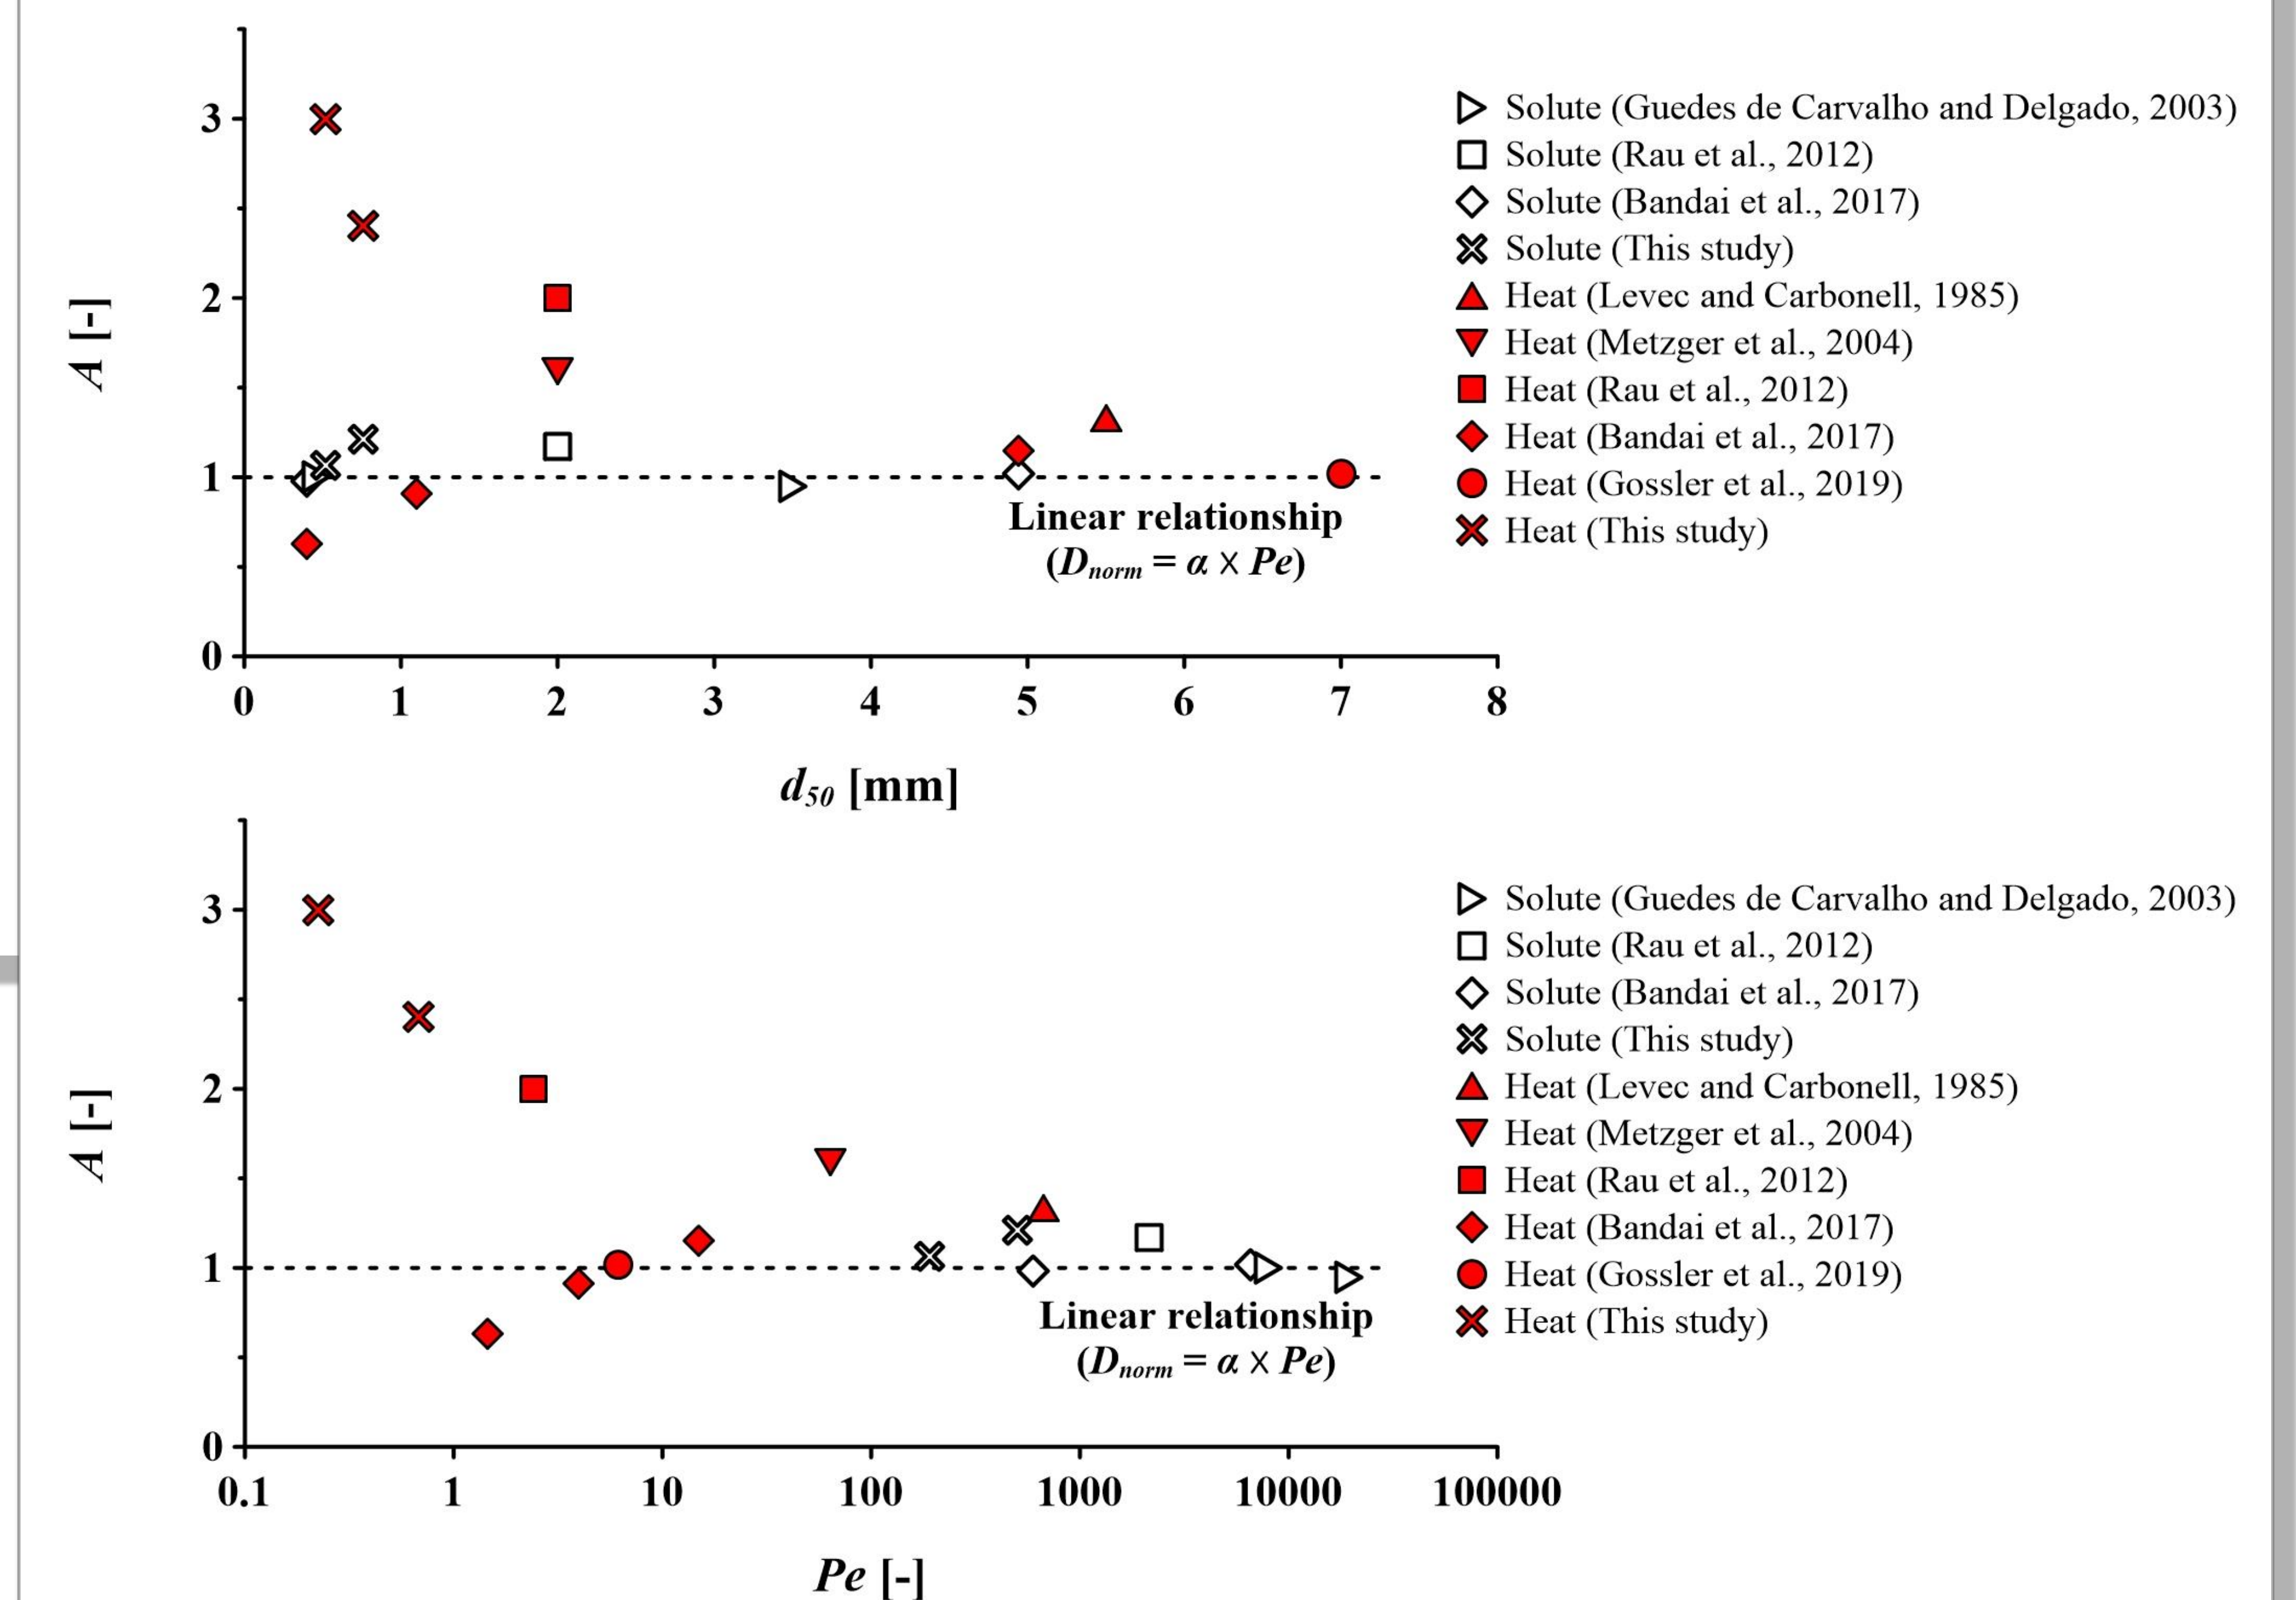 3
2
1
0
A [-]
0 1 2 3 4 5 6 7 8
d50 [mm]
Linear relationship
(Dnorm = α × Pe)
Solute (Guedes de Carvalho and Delgado, 2003)
Solute (Rau et al., 2012)
Solute (Bandai et al., 2017)
Solute (This study)
Heat (Levec and Carbonell, 1985)
Heat (Metzger et al., 2004)
Heat (Rau et al., 2012)
Heat (Bandai et al., 2017)
Heat (Gossler et al., 2019)
Heat (This study)
3
2
1
0
A [-]
0.1 1 10 100 1000 10000 100000
Pe [-]
Linear relationship
(Dnorm = α × Pe)
Solute (Guedes de Carvalho and Delgado, 2003)
Solute (Rau et al., 2012)
Solute (Bandai et al., 2017)
Solute (This study)
Heat (Levec and Carbonell, 1985)
Heat (Metzger et al., 2004)
Heat (Rau et al., 2012)
Heat (Bandai et al., 2017)
Heat (Gossler et al., 2019)
Heat (This study)